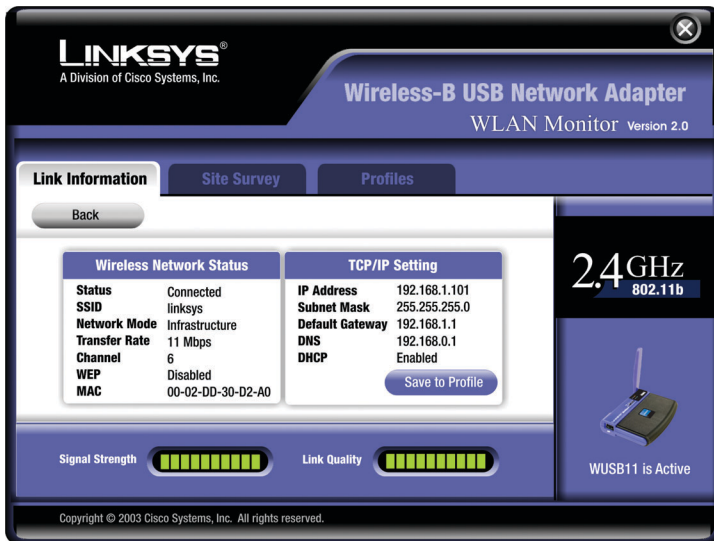 LINKSYS®
A Division of Cisco Systems, Inc.
Wireless-B USB Network Adapter
WLAN Monitor Version 2.0
Link Information
Site Survey
Profiles
Back
Wireless Network Status
Status Connected
SSID linksys
Network Mode Infrastructure
Transfer Rate 11 Mbps
Channel 6
WEP Disabled
MAC 00-02-DD-30-D2-A0
TCP/IP Setting
IP Address 192.168.1.101
Subnet Mask 255.255.255.0
Default Gateway 192.168.1.1
DNS 192.168.0.1
DHCP Enabled
Save to Profile
2.4GHz
802.11b
Signal Strength
Link Quality
WUSB11 is Active
Copyright © 2003 Cisco Systems, Inc. All rights reserved.